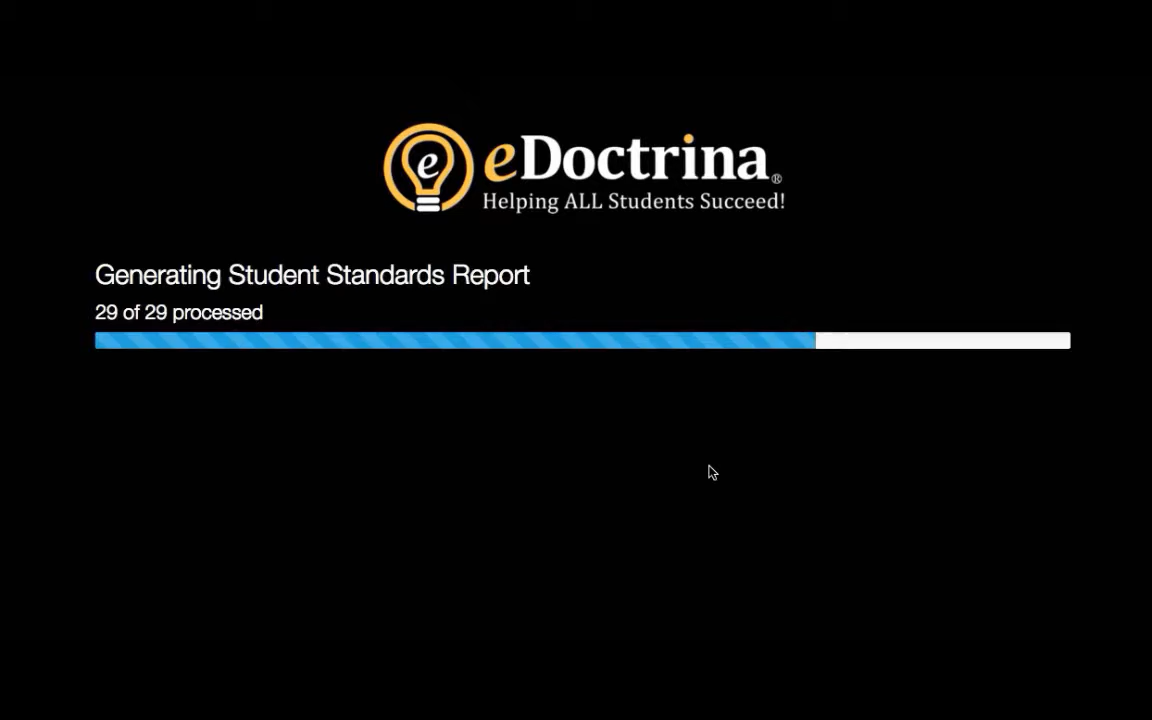 e eDoctrina®
Helping ALL Students Succeed!
Generating Student Standards Report
29 of 29 processed